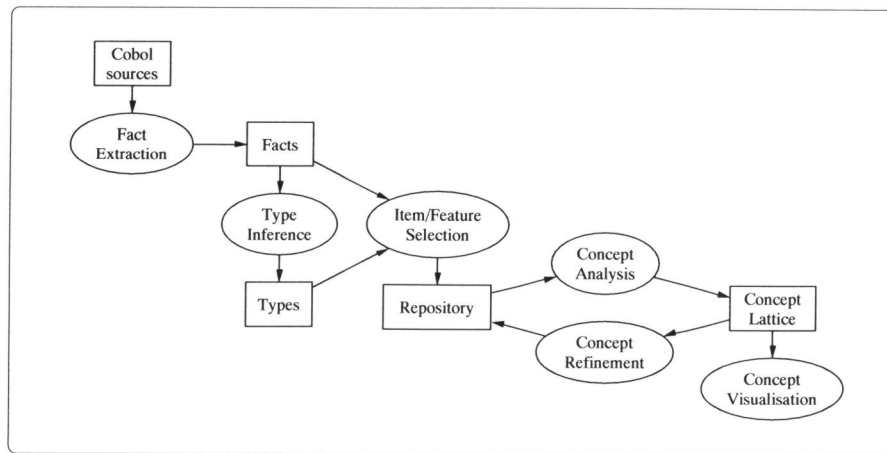 Cobol
sources
Fact
Extraction
Facts
Type
Inference
Item/Feature
Selection
Types
Repository
Concept
Analysis
Concept
Lattice
Concept
Refinement
Concept
Visualisation